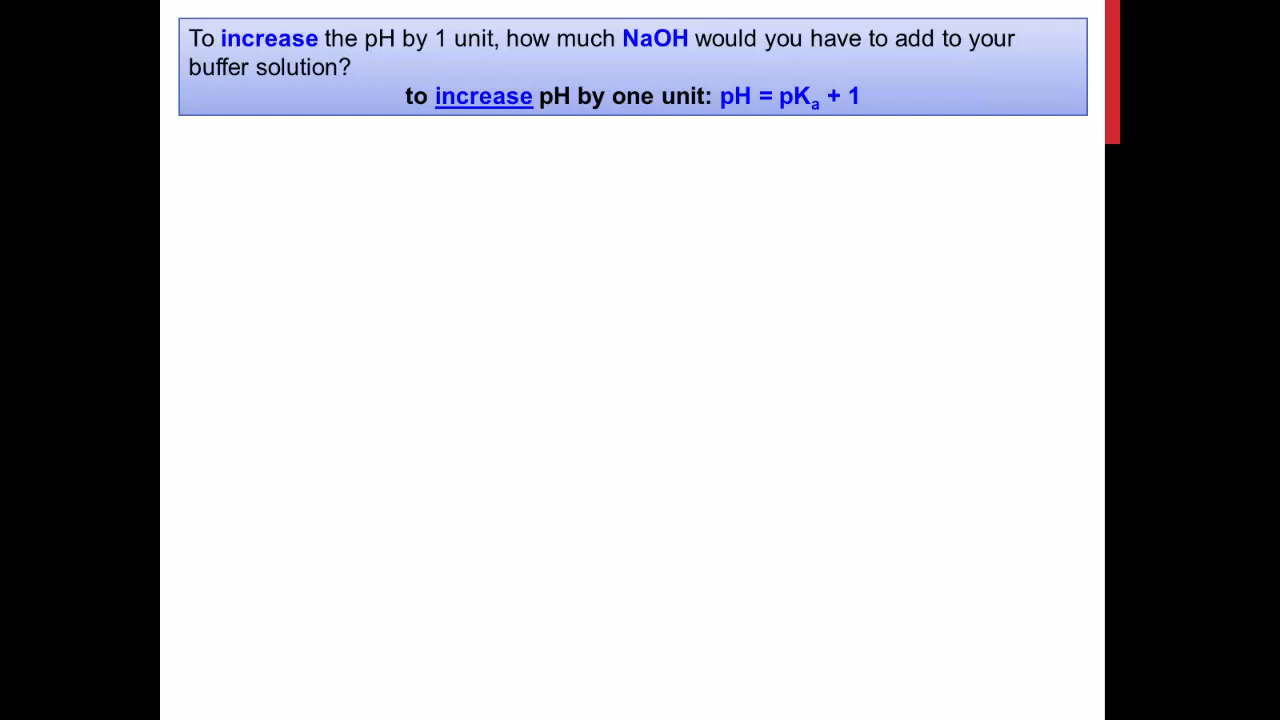 To increase the pH by 1 unit, how much NaOH would you have to add to your
buffer solution?
to increase pH by one unit: pH = pKa + 1